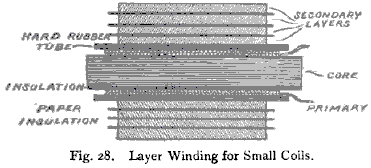 SECONDARY
LAYERS
HARD RUBBER
TUBE
CORE
INSULATION
PRIMARY
PAPER
INSULATION
Fig. 28. Layer Winding for Small Coils.